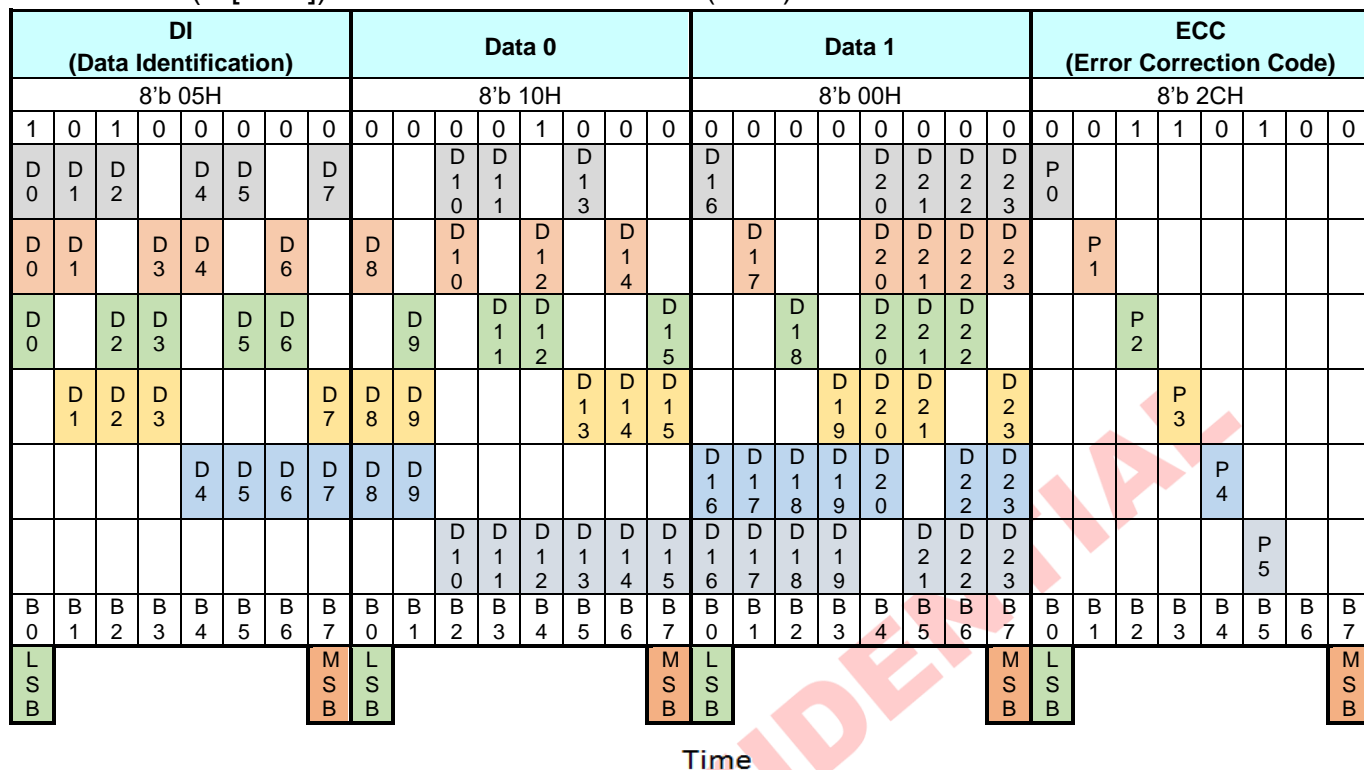 DI (Data Identification) Data 0 Data 1 ECC (Error Correction Code)
8'b 05H 8'b 10H 8'b 00H 8'b 2CH
1 0 1 0 0 0 0 0 0 0 0 0 1 0 0 0 0 0 0 0 0 0 0 0 0 0 1 1 0 1 0 0
D0 D1 D2 D4 D5 D7 D10 D11 D13 D16 D20 D21 D22 D23 P0
D0 D1 D3 D4 D6 D8 D10 D12 D14 D17 D20 D21 D22 D23 P1
D0 D2 D3 D5 D6 D9 D11 D12 D15 D18 D20 D21 D22 P2
D1 D2 D3 D7 D8 D9 D13 D14 D15 D19 D20 D21 D23 P3
D4 D5 D6 D7 D8 D9 D16 D17 D18 D19 D20 D22 D23 P4
D10 D11 D12 D13 D14 D15 D16 D17 D18 D19 D21 D22 D23 P5
B0 B1 B2 B3 B4 B5 B6 B7 B0 B1 B2 B3 B4 B5 B6 B7 B0 B1 B2 B3 B4 B5 B6 B7 B0 B1 B2 B3 B4 B5 B6 B7
LSB MSB LSB MSB LSB MSB LSB MSB
Time
IDENTIAL